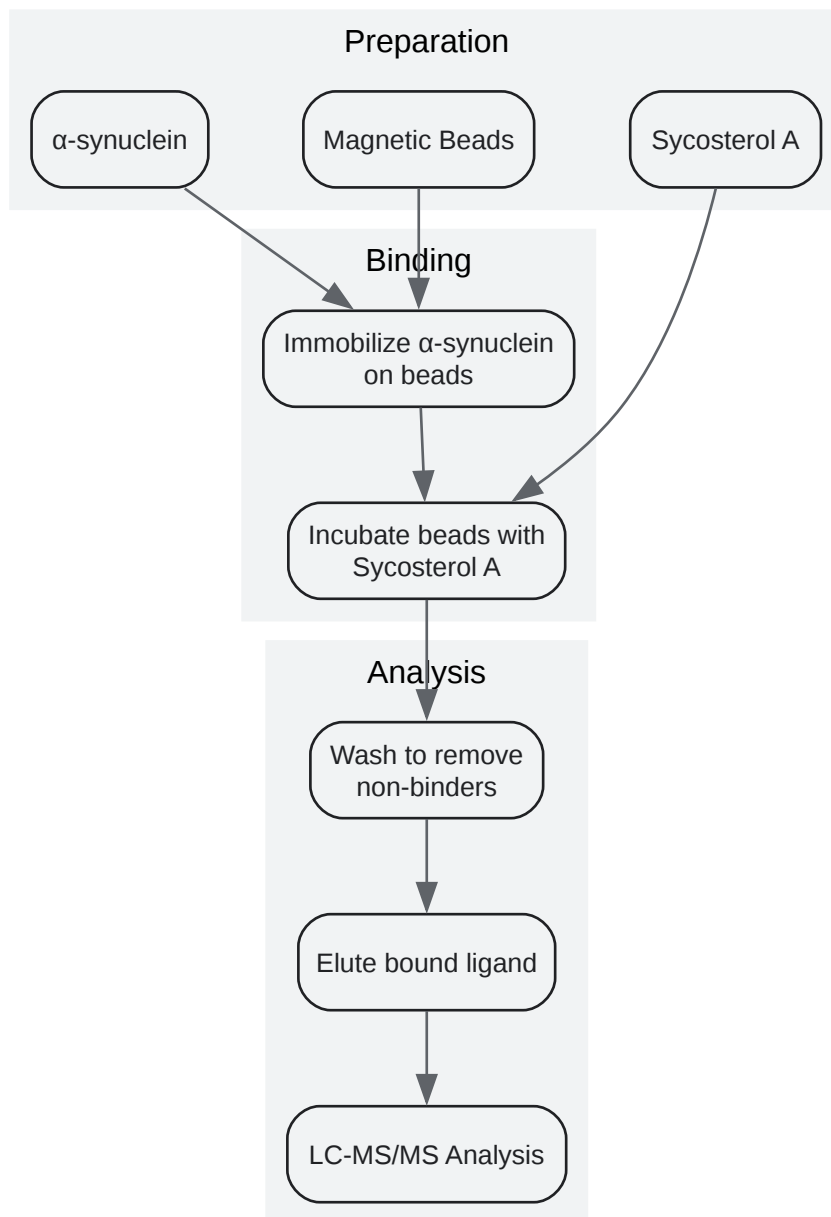 Preparation
α-synuclein
Magnetic Beads
Sycosterol A
Binding
Immobilize α-synuclein
on beads
Incubate beads with
Sycosterol A
Analysis
Wash to remove
non-binders
Elute bound ligand
LC-MS/MS Analysis